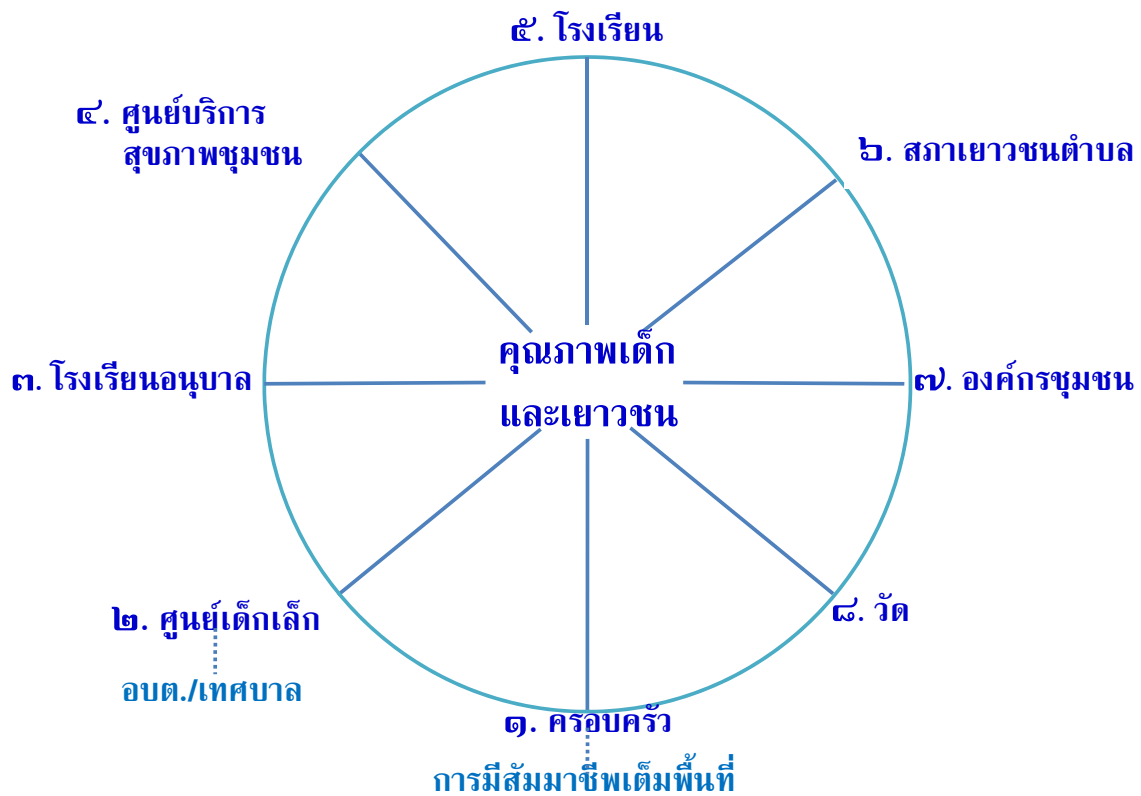 ๕. โรงเรียน
๔. ศูนย์บริการ
สุขภาพชุมชน
๖. สภาเยาวชนตำบล
คุณภาพเด็ก
และเยาวชน
๓. โรงเรียนอนุบาล
๗. องค์กรชุมชน
๒. ศูนย์เด็กเล็ก
อบต./เทศบาล
๘. วัด
๑. ครอบครัว
การมีสัมมาชีพเต็มพื้นที่